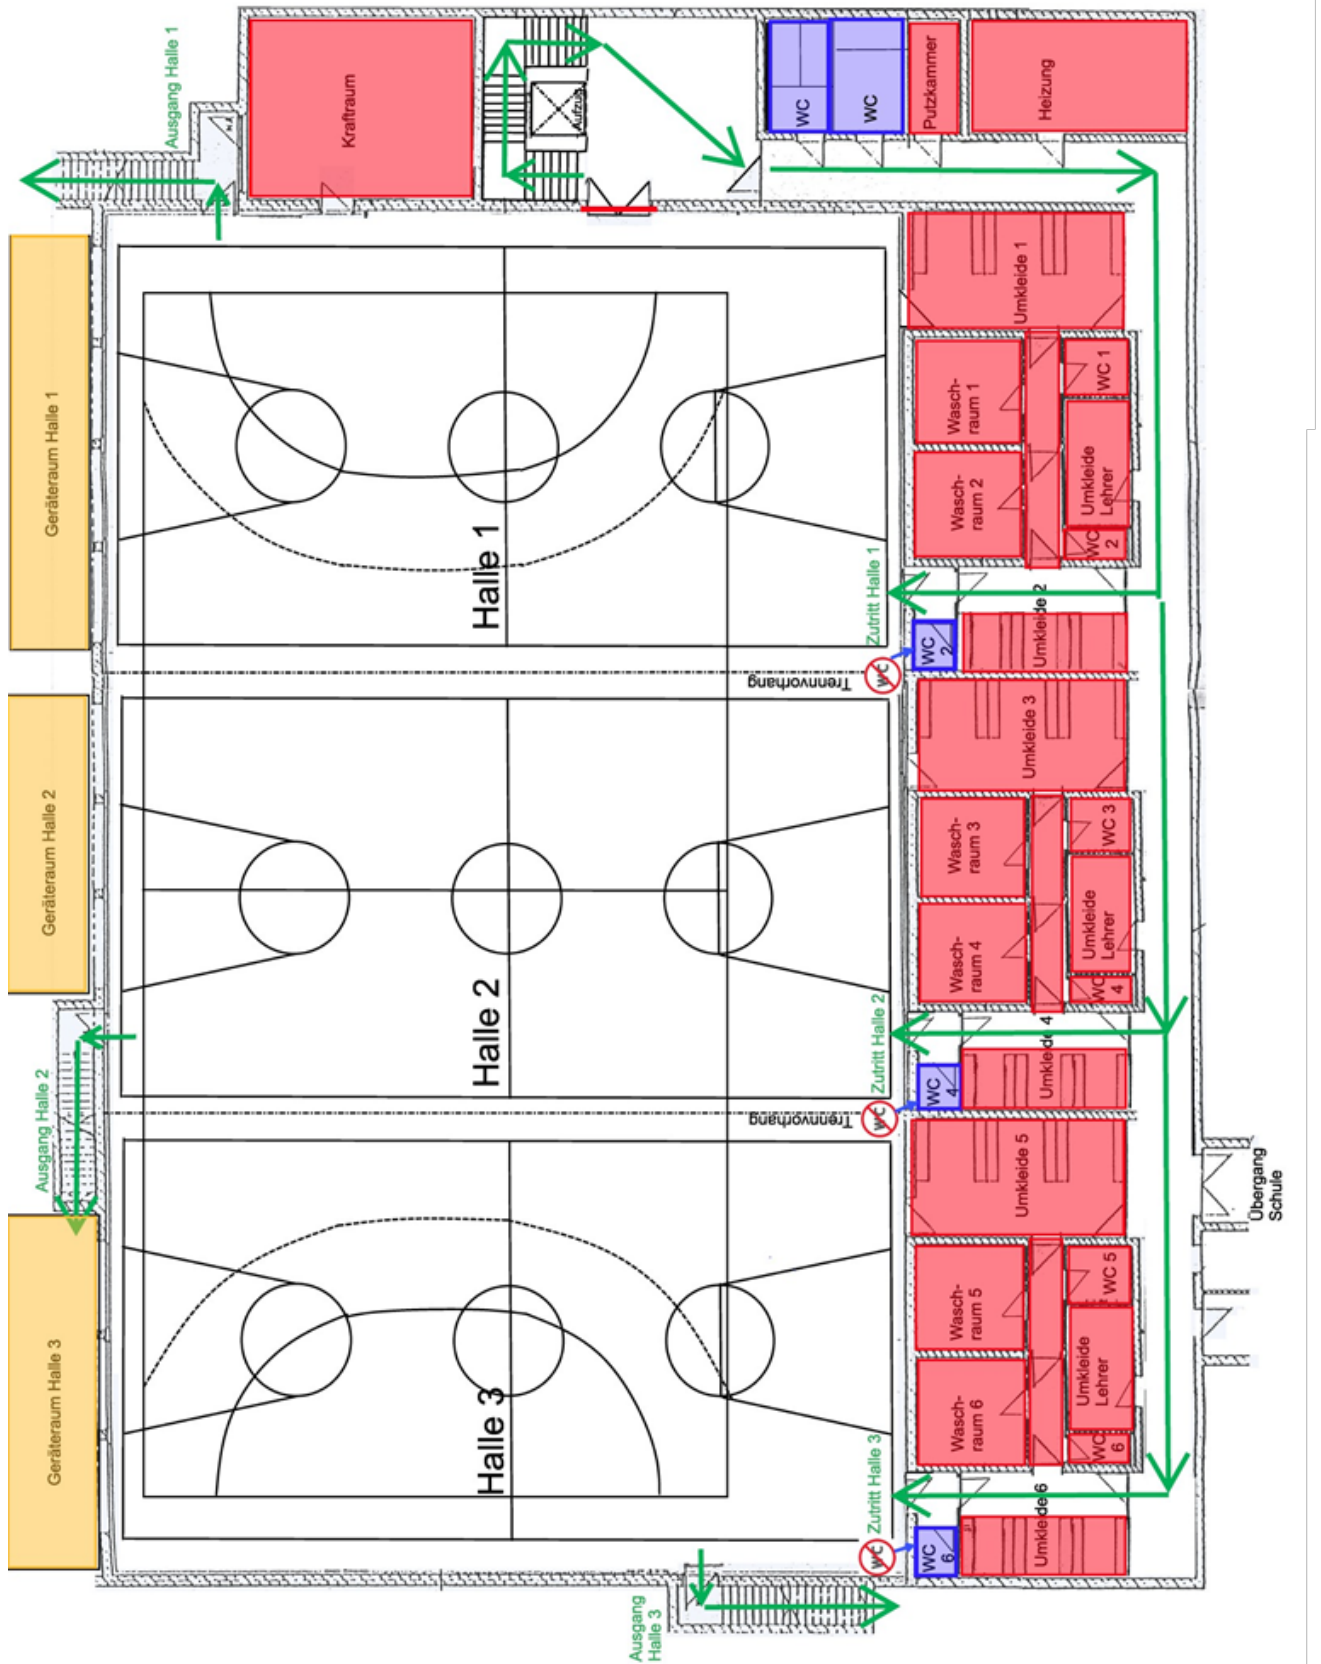 Ausgang Halle 1
Kraftraum
Aufzug
WC
WC
Putzkammer
Heizung
Geräteraum Halle 1
Halle 1
Zutritt Halle 1
Umkleide 1
Wasch-
raum 1
WC 1
Wasch-
raum 2
Umkleide
Lehrer
WC
2
Umkleide 2
WC
2
WC
Trennvorhang
Geräteraum Halle 2
Halle 2
Zutritt Halle 2
Umkleide 3
Wasch-
raum 3
WC 3
Wasch-
raum 4
Umkleide
Lehrer
WC
4
Umkleide 4
WC
4
WC
Trennvorhang
Ausgang Halle 2
Geräteraum Halle 3
Halle 3
Zutritt Halle 3
Umkleide 5
Wasch-
raum 5
WC 5
Wasch-
raum 6
Umkleide
Lehrer
WC
6
Umkleide 6
WC
6
WC
Übergang
Schule
Ausgang
Halle 3